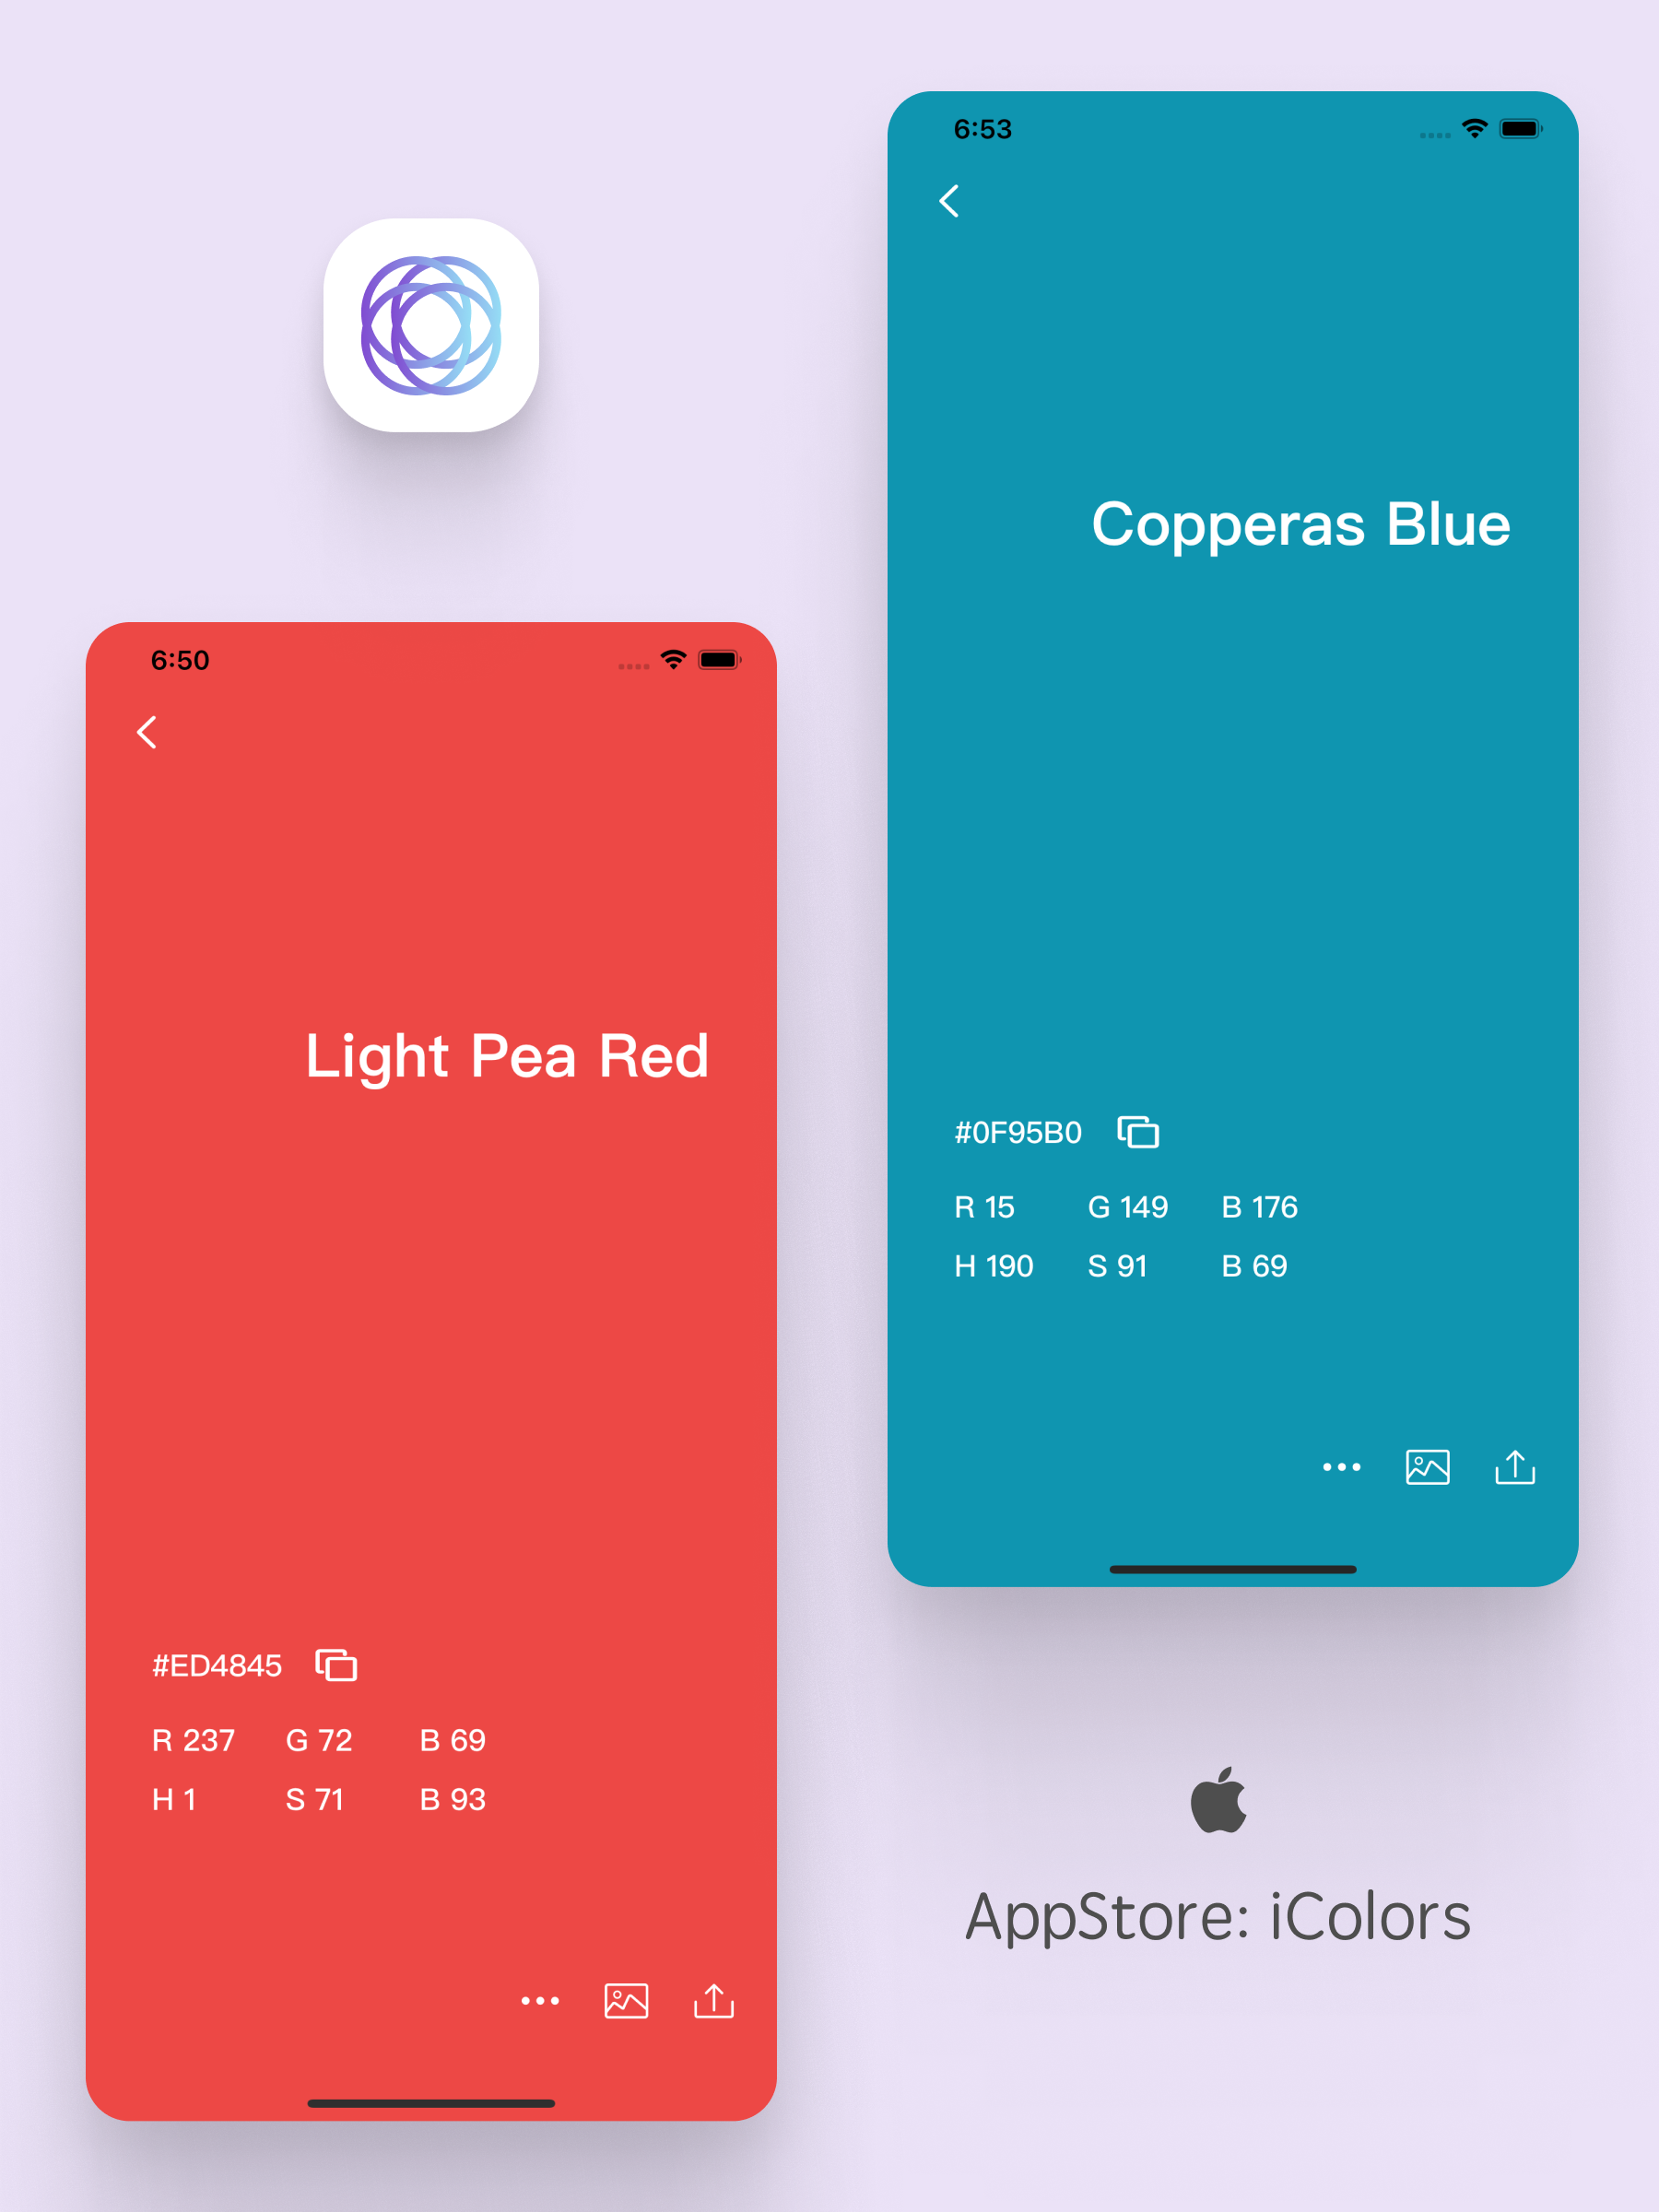 6:50
Light Pea Red
#ED4845
R 237 G 72 B 69
H 1 S 71 B 93
6:53
Copperas Blue
#0F95B0
R 15 G 149 B 176
H 190 S 91 B 69
AppStore: iColors